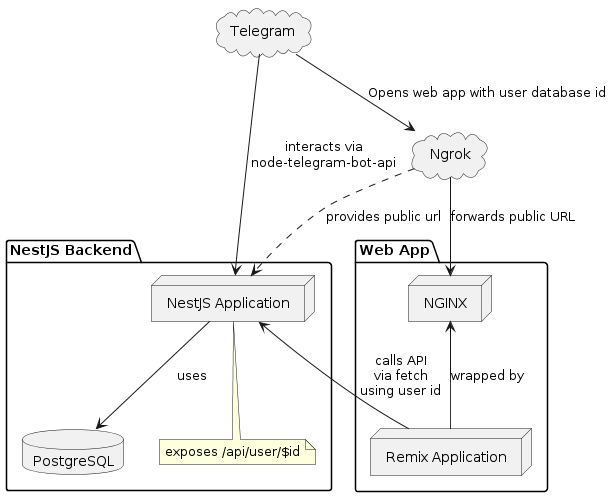 Telegram
Opens web app with user database id
interacts via
node-telegram-bot-api
Ngrok
provides public url
forwards public URL
NestJS Backend
Web App
NestJS Application
NGINX
uses
calls API
via fetch
using user id
wrapped by
PostgreSQL
exposes /api/user/$id
Remix Application